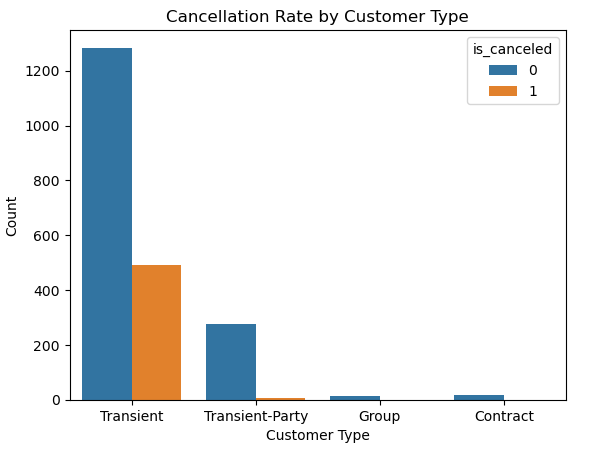 Cancellation Rate by Customer Type
is_canceled
0
1
1200
1000
800
600
400
200
0
Count
Transient
Transient-Party
Group
Contract
Customer Type